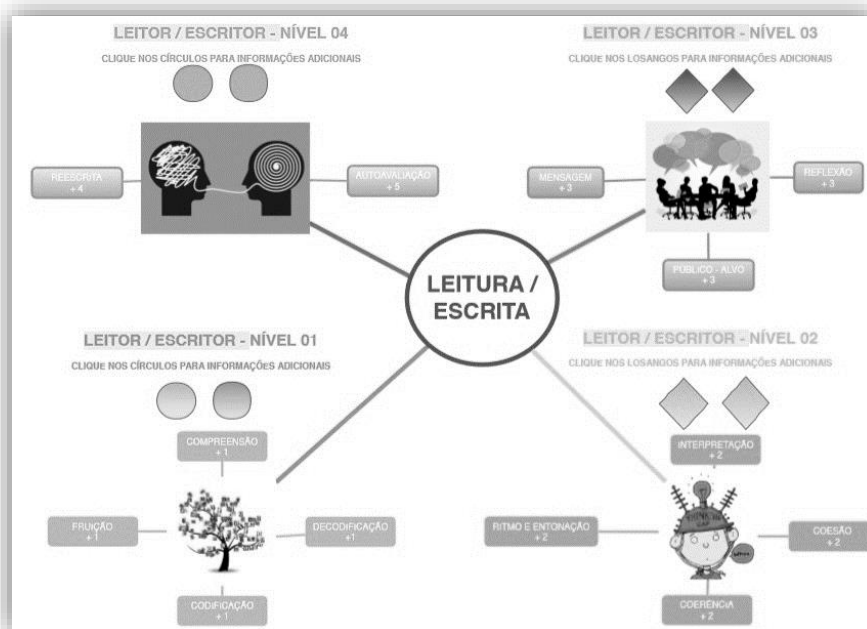 LEITOR / ESCRITOR - NÍVEL 04
CLIQUE NOS CÍRCULOS PARA INFORMAÇÕES ADICIONAIS
REESCRITA
+ 4
AUTOAVALIAÇÃO
+ 5
LEITOR / ESCRITOR - NÍVEL 03
CLIQUE NOS LOSANGOS PARA INFORMAÇÕES ADICIONAIS
MENSAGEM
+ 3
REFLEXÃO
+ 3
PÚBLICO - ALVO
+ 3
LEITURA /
ESCRITA
LEITOR / ESCRITOR - NÍVEL 01
CLIQUE NOS CÍRCULOS PARA INFORMAÇÕES ADICIONAIS
COMPREENSÃO
+ 1
FRUIÇÃO
+ 1
DECODIFICAÇÃO
+1
CODIFICAÇÃO
+ 1
LEITOR / ESCRITOR - NÍVEL 02
CLIQUE NOS LOSANGOS PARA INFORMAÇÕES ADICIONAIS
INTERPRETAÇÃO
+ 2
RITMO E ENTONAÇÃO
+ 2
COESÃO
+ 2
COERÊNCIA
+ 2